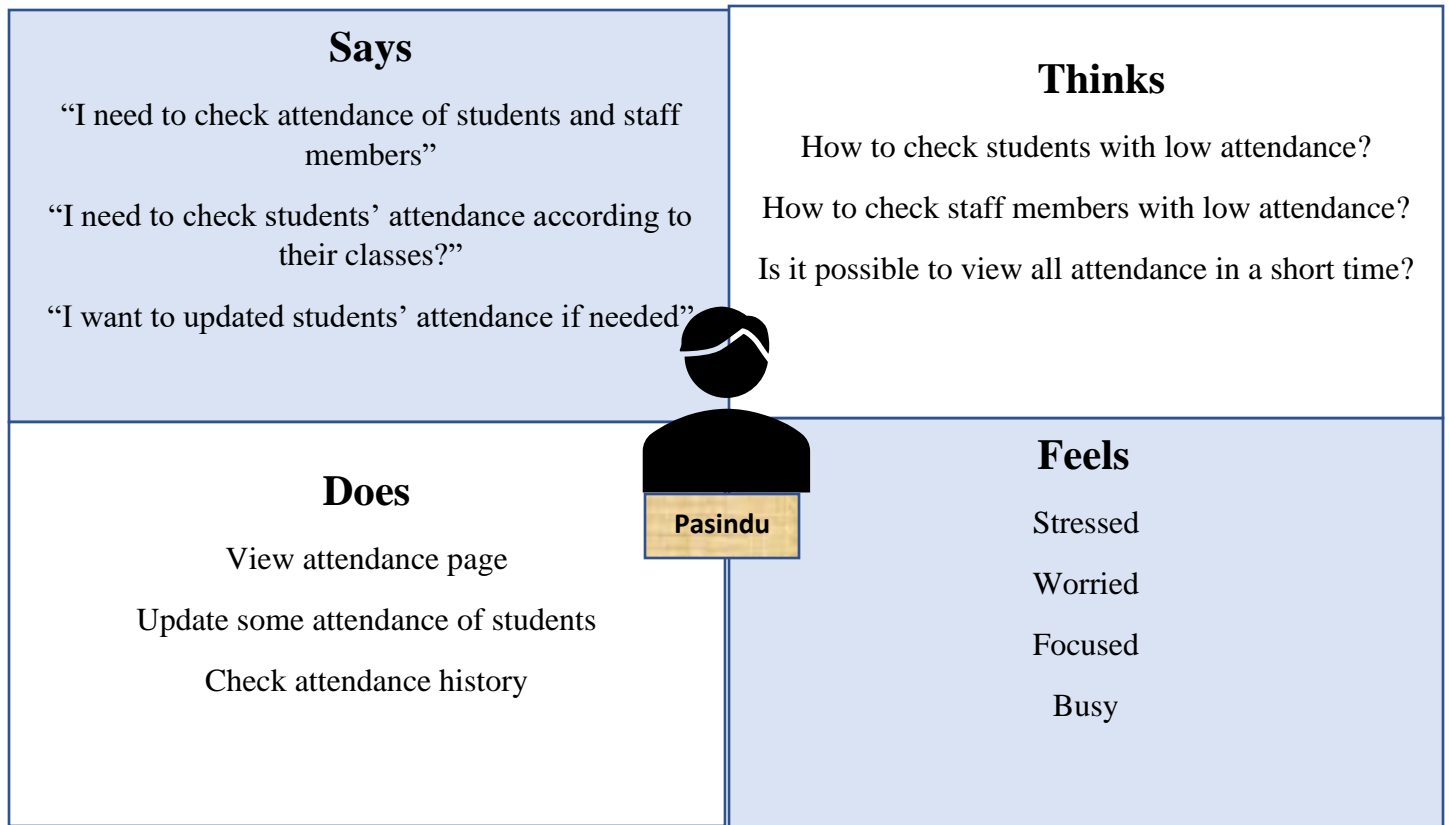 Says
“I need to check attendance of students and staff
members”
“I need to check students’ attendance according to
their classes?”
“I want to updated students’ attendance if needed”
Thinks
How to check students with low attendance?
How to check staff members with low attendance?
Is it possible to view all attendance in a short time?
Pasindu
Does
View attendance page
Update some attendance of students
Check attendance history
Feels
Stressed
Worried
Focused
Busy